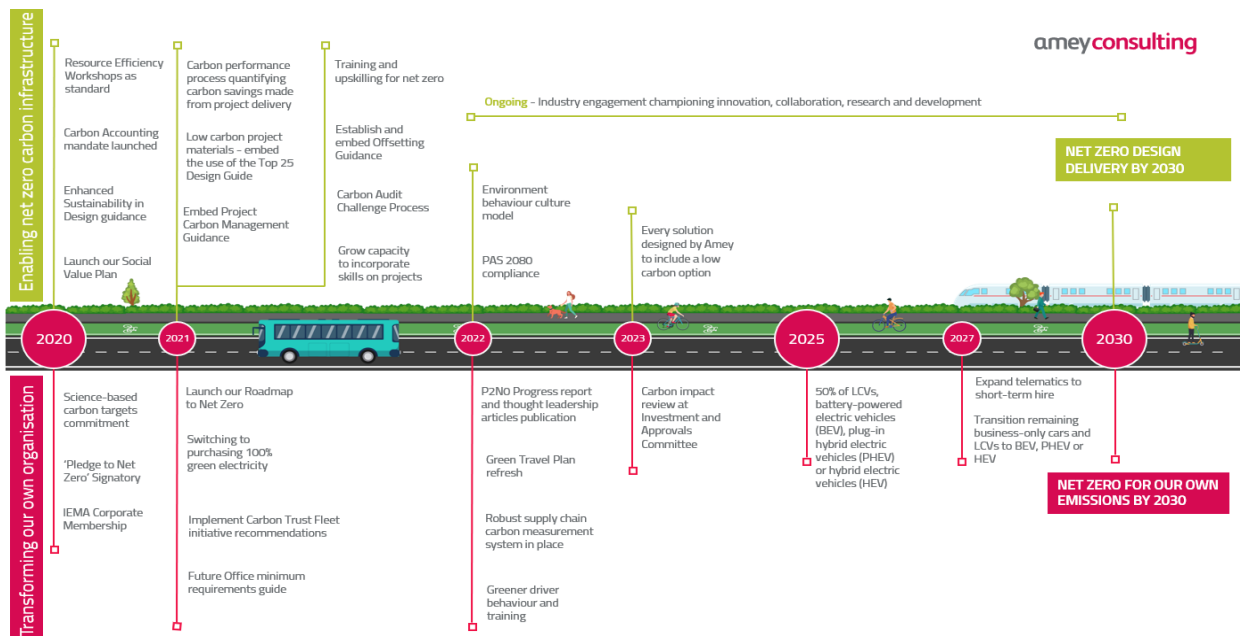 Enabling net zero carbon infrastructure
ameyconsulting
Resource Efficiency
Workshops as
standard
Carbon Accounting
mandate launched
Enhanced
Sustainability in
Design guidance
Launch our Social
Value Plan
Carbon performance
process quantifying
carbon savings made
from project delivery
Low carbon project
materials - embed
the use of the Top 25
Design Guide
Embed Project
Carbon Management
Guidance
Training and
upskilling for net zero
Establish and
embed Offsetting
Guidance
Carbon Audit
Challenge Process
Grow capacity
to incorporate
skills on projects
Ongoing - Industry engagement championing innovation, collaboration, research and development
Environment
behaviour culture
model
PAS 2080
compliance
Every solution
designed by Amey
to include a low
carbon option
NET ZERO DESIGN
DELIVERY BY 2030
2020
2021
2022
2023
2025
2027
2030
Transforming our own organisation
Science-based
carbon targets
commitment
'Pledge to Net
Zero' Signatory
IEMA Corporate
Membership
Launch our Roadmap
to Net Zero
Switching to
purchasing 100%
green electricity
Implement Carbon Trust Fleet
initiative recommendations
Future Office minimum
requirements guide
P2N0 Progress report
and thought leadership
articles publication
Green Travel Plan
refresh
Robust supply chain
carbon measurement
system in place
Greener driver
behaviour and
training
Carbon impact
review at
Investment and
Approvals
Committee
50% of LCVs,
battery-powered
electric vehicles
(BEV), plug-in
hybrid electric
vehicles (PHEV)
or hybrid electric
vehicles (HEV)
Expand telematics to
short-term hire
Transition remaining
business-only cars and
LCVs to BEV, PHEV or
HEV
NET ZERO FOR OUR OWN
EMISSIONS BY 2030